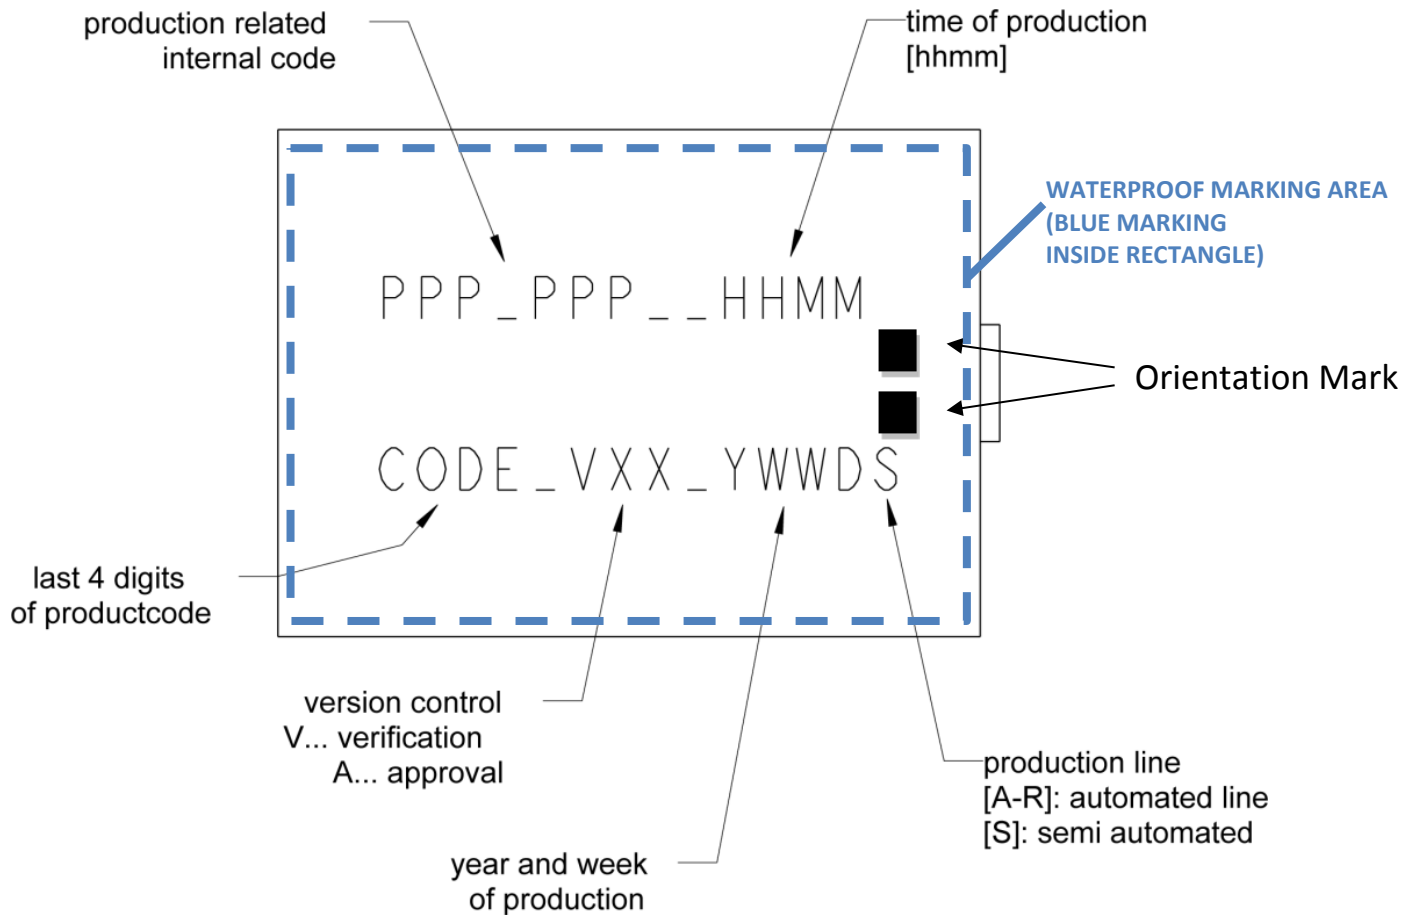 production related
internal code
time of production
[hhmm]
WATERPROOF MARKING AREA
(BLUE MARKING
INSIDE RECTANGLE)
PPP_PPP__HHMM
Orientation Mark
CODE_VXX_YWWDS
last 4 digits
of productcode
version control
V... verification
A... approval
production line
[A-R]: automated line
[S]: semi automated
year and week
of production